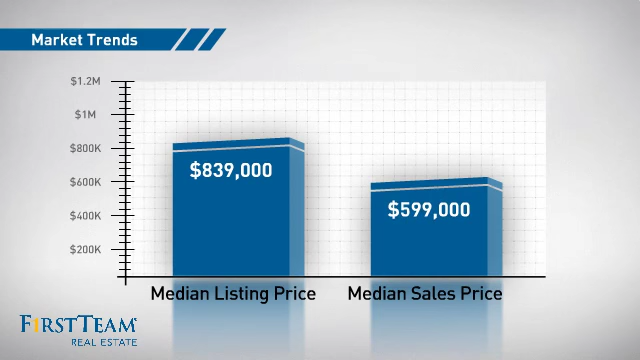 Market Trends
$1.2M
$1M
$800K
$600K
$400K
$200K
$839,000
$599,000
Median Listing Price
Median Sales Price
FIRSTTEAM®
REAL ESTATE